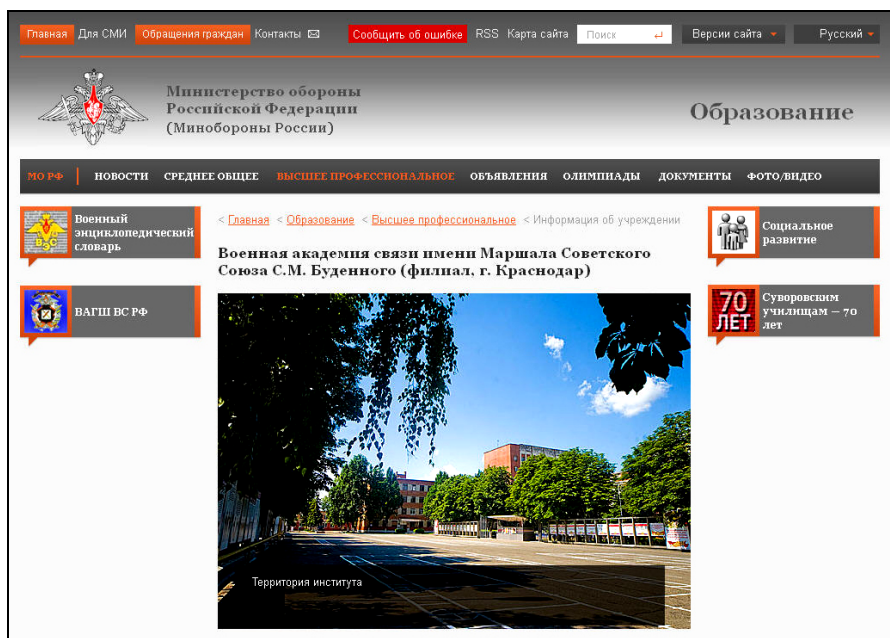 Главная Для СМИ Обращения граждан Контакты Сообщить об ошибке RSS Карта сайта Поиск Версии сайта Русский
Министерство обороны
Российской Федерации
(Минобороны России)
Образование
МО РФ НОВОСТИ СРЕДНЕЕ ОБЩЕЕ ВЫСШЕЕ ПРОФЕССИОНАЛЬНОЕ ОБЪЯВЛЕНИЯ ОЛИМПИАДЫ ДОКУМЕНТЫ ФОТО/ВИДЕО
Военный
энциклопедический
словарь
ВАГШ ВС РФ
< Главная < Образование < Высшее профессиональное < Информация об учреждении
Военная академия связи имени Маршала Советского
Союза С.М. Буденного (филиал, г. Краснодар)
Территория института
Социальное
развитие
70
ЛЕТ
Суворовским
училищам – 70
лет